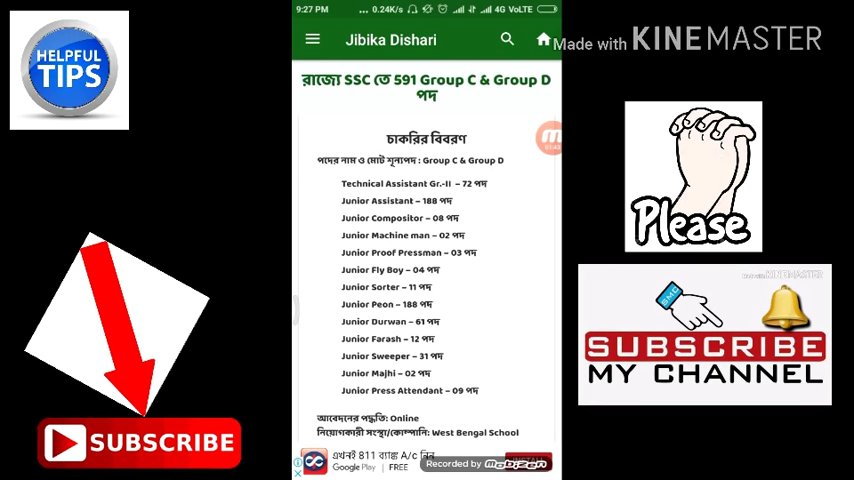 9:27 PM
... 0.24K/s
4G VoLTE
Jibika Dishari
Made with KINEMASTER
HELPFUL
TIPS
রাজ্যে SSC তে 591 Group C & Group D
পদ
চাকরির বিবরণ
পদের নাম ও মোট শূন্যপদ : Group C & Group D
Technical Assistant Gr.-II – 72 পদ
Junior Assistant – 188 পদ
Junior Compositor – 08 পদ
Junior Machine man – 02 পদ
Junior Proof Pressman – 03 পদ
Junior Fly Boy – 04 পদ
Junior Sorter – 11 পদ
Junior Peon – 188 পদ
Junior Durwan – 61 পদ
Junior Farash – 12 পদ
Junior Sweeper – 31 পদ
Junior Majhi – 02 পদ
Junior Press Attendant – 09 পদ
আবেদনের পদ্ধতি: Online
নিয়োগকারী সংস্থা/কোম্পানি: West Bengal School
এখনই 811 ব্যাঙ্ক A/c নিন
Google Play | FREE
Recorded by MOBIZEN
Please
SMC
SUBSCRIBE
MY CHANNEL
SUBSCRIBE